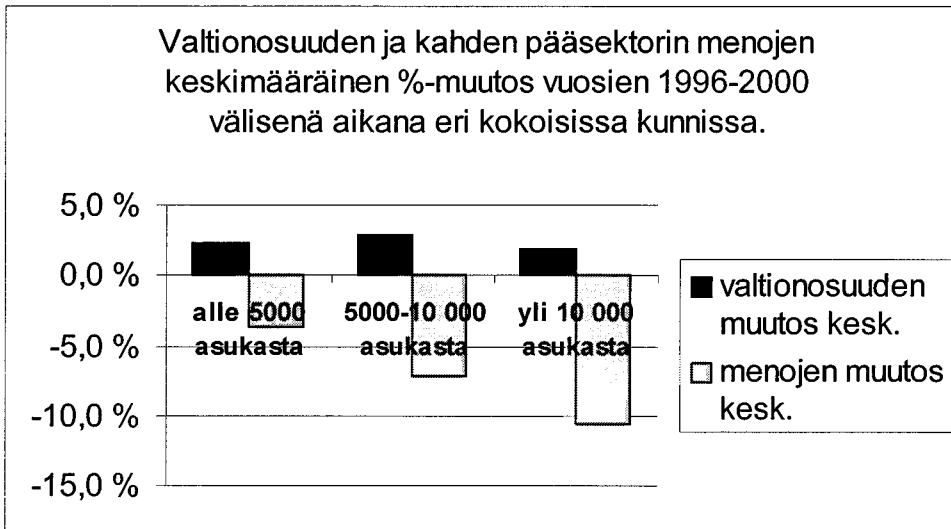 Valtionosuuden ja kahden pääsektorin menojen
keskimääräinen %-muutos vuosien 1996-2000
välisenä aikana eri kokoisissa kunnissa.
5,0 %
0,0 %
-5,0 %
-10,0 %
-15,0 %
alle 5000
asukasta
5000-10 000
asukasta
yli 10 000
asukasta
valtionosuuden
muutos kesk.
menojen muutos
kesk.